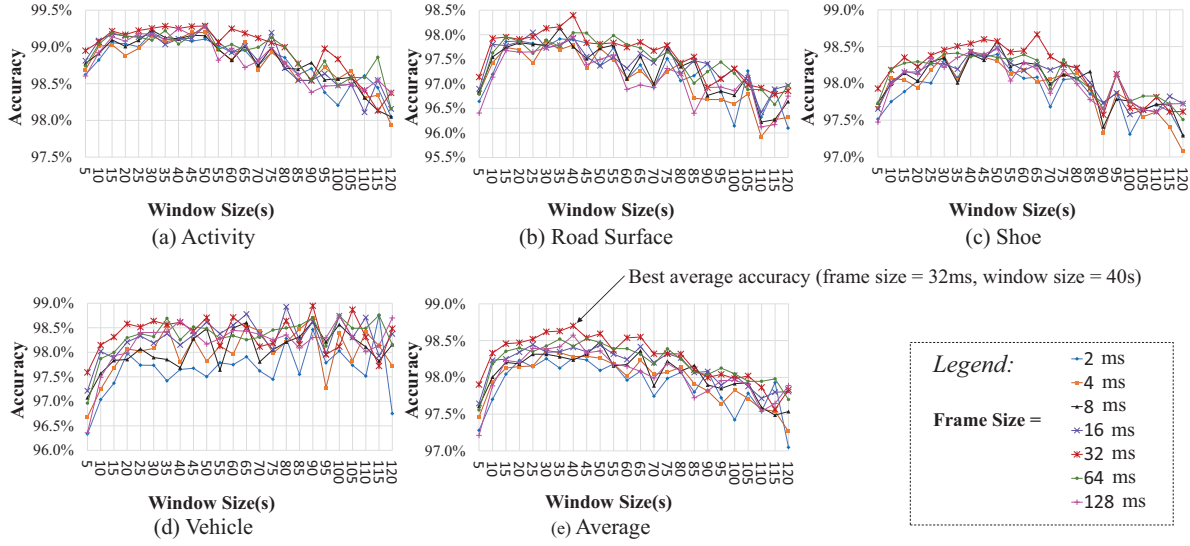 99.5%
99.0%
98.5%
98.0%
97.5%
Accuracy
5 10 15 20 25 30 35 40 45 50 55 60 65 70 75 80 85 90 95 100 105 110 115 120
Window Size(s)
(a) Activity
98.5%
98.0%
97.5%
97.0%
96.5%
96.0%
95.5%
Accuracy
5 10 15 20 25 30 35 40 45 50 55 60 65 70 75 80 85 90 95 100 105 110 115 120
Window Size(s)
(b) Road Surface
99.0%
98.5%
98.0%
97.5%
97.0%
Accuracy
5 10 15 20 25 30 35 40 45 50 55 60 65 70 75 80 85 90 95 100 105 110 115 120
Window Size(s)
(c) Shoe
Best average accuracy (frame size = 32ms, window size = 40s)
99.0%
98.5%
98.0%
97.5%
97.0%
96.5%
96.0%
Accuracy
5 10 15 20 25 30 35 40 45 50 55 60 65 70 75 80 85 90 95 100 105 110 115 120
Window Size(s)
(d) Vehicle
99.0%
98.5%
98.0%
97.5%
97.0%
Accuracy
5 10 15 20 25 30 35 40 45 50 55 60 65 70 75 80 85 90 95 100 105 110 115 120
Window Size(s)
(e) Average
Legend:
Frame Size =
2 ms
4 ms
8 ms
16 ms
32 ms
64 ms
128 ms